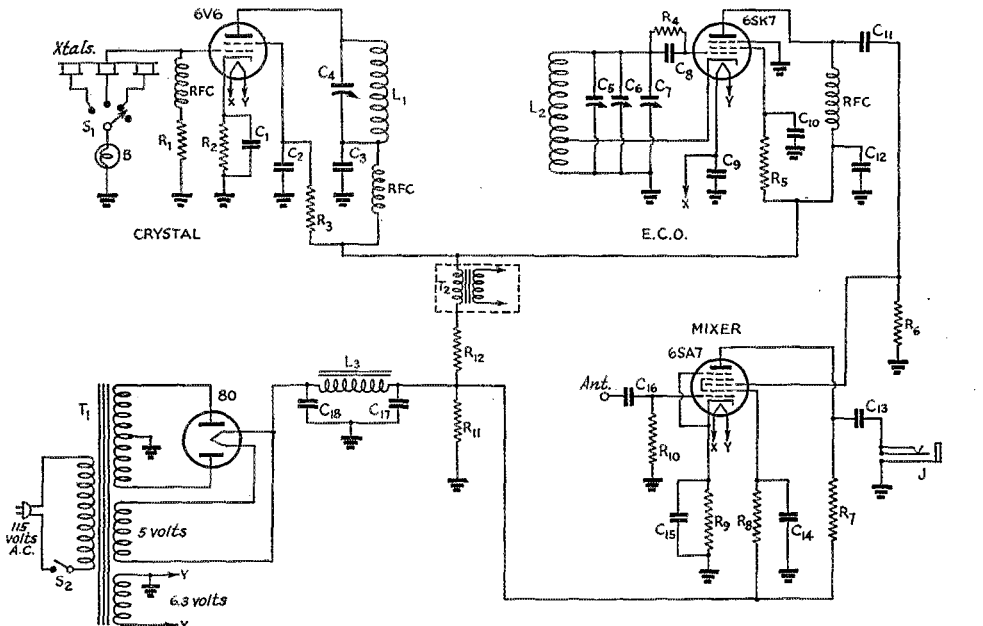 6V6
Xtals.
RFC
C4
L1
S1
B
R1
R2
X Y
C1
C2
C3
R3
RFC
CRYSTAL
R4
6SK7
C11
C8
L2
C5 C6 C7
Y
RFC
C10
C12
C9
R5
X
E.C.O.
T2
R6
R12
MIXER
6SA7
L3
Ant.
C16
T1
80
C18 C17
R11
C13
X Y
R10
J
115 volts A.C.
5 volts
C15
R9
R8
C14
R7
S2
Y
6.3 volts
X